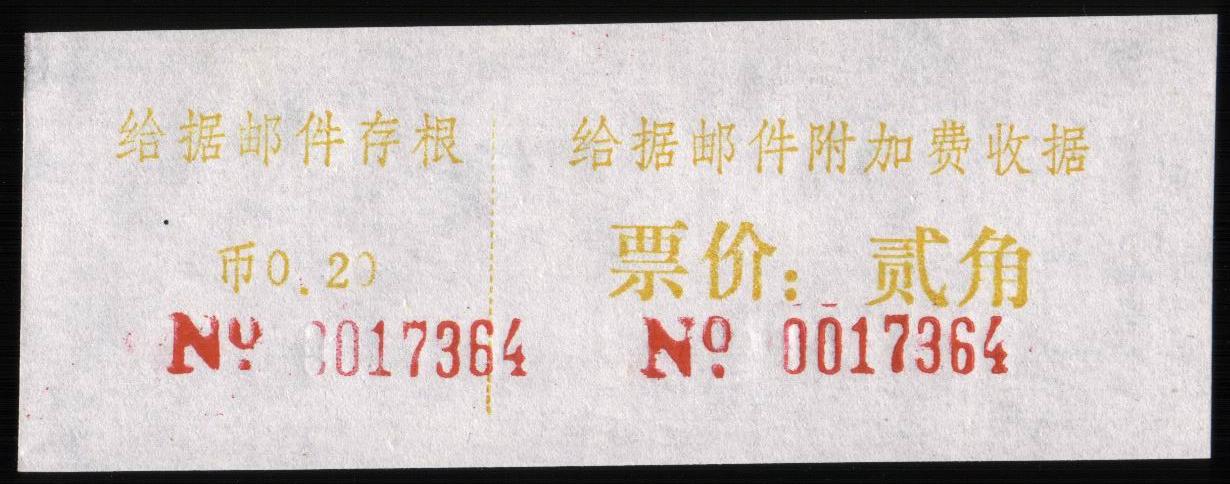 给据邮件存根
币0.20
No 0017364
给据邮件附加费收据
票价：贰角
No 0017364